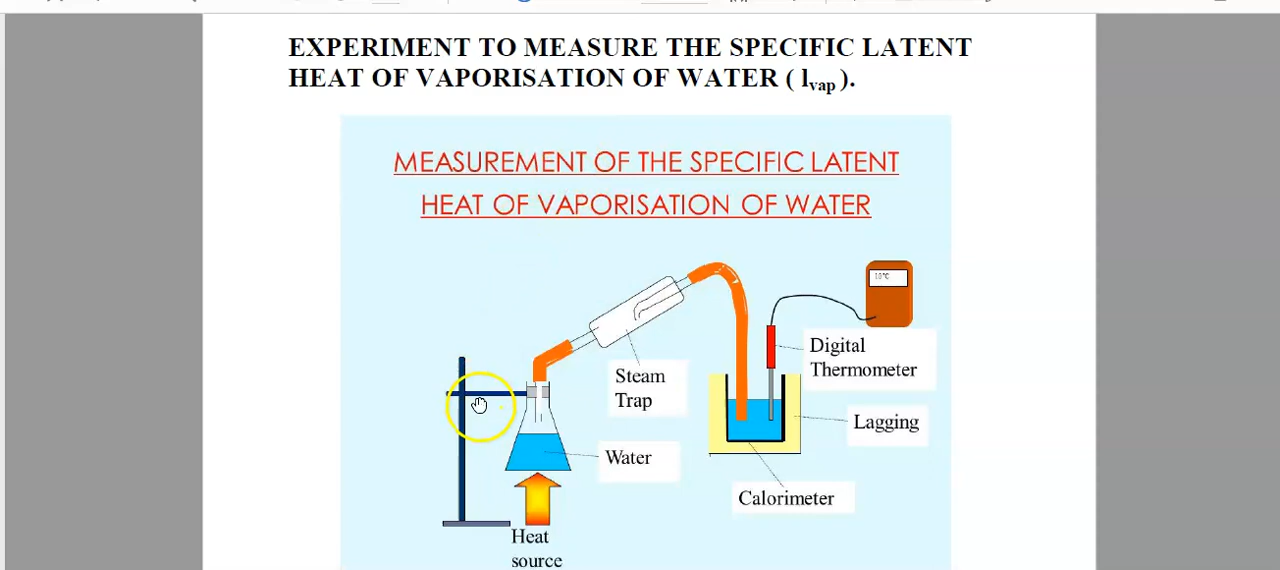 EXPERIMENT TO MEASURE THE SPECIFIC LATENT
HEAT OF VAPORISATION OF WATER ( lvap ).
MEASUREMENT OF THE SPECIFIC LATENT
HEAT OF VAPORISATION OF WATER
10°C
Digital
Thermometer
Steam
Trap
Lagging
Water
Calorimeter
Heat
source